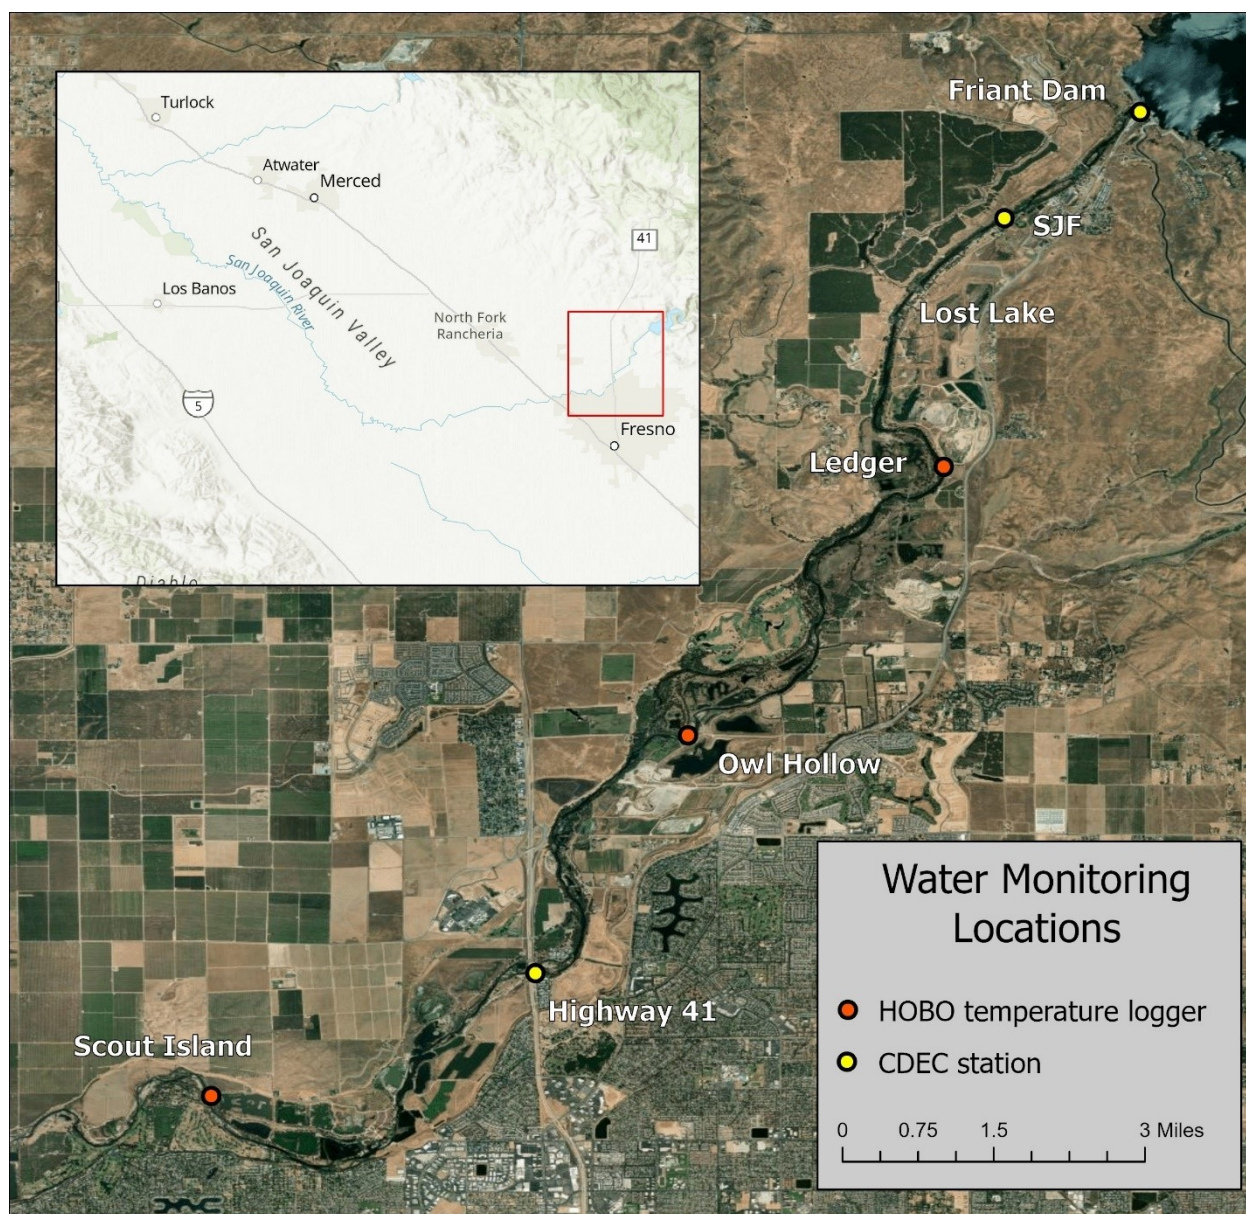 Friant Dam
SJF
Lost Lake
Ledger
Owl Hollow
Highway 41
Scout Island
Turlock
Atwater
Merced
San Joaquin Valley
San Joaquin River
41
Los Banos
North Fork
Rancheria
5
Fresno
Diablo
Water Monitoring
Locations
HOBO temperature logger
CDEC station
0 0.75 1.5 3 Miles